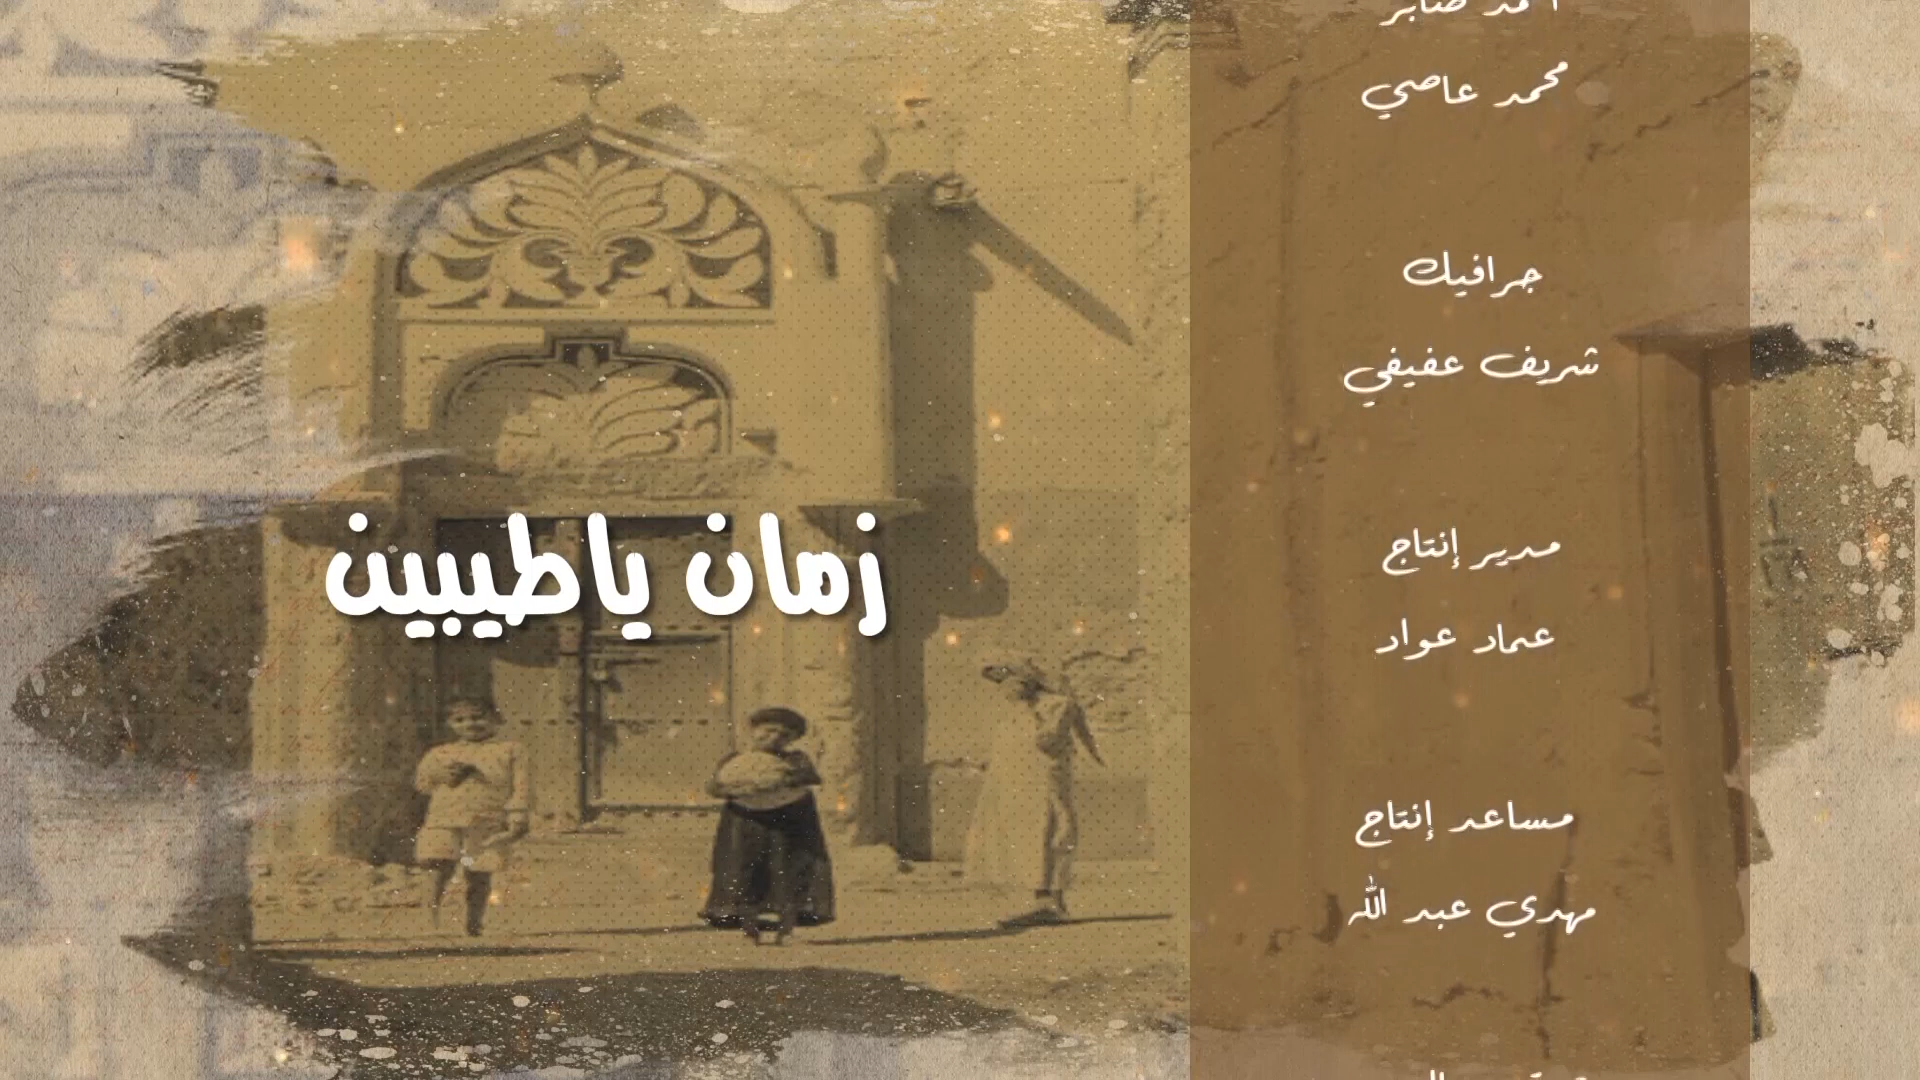 زمان ياطيبين
محمد عاصي
جرافيك
شريف عفيفي
مدير إنتاج
عماد عواد
مساعد إنتاج
مهدي عبد الله